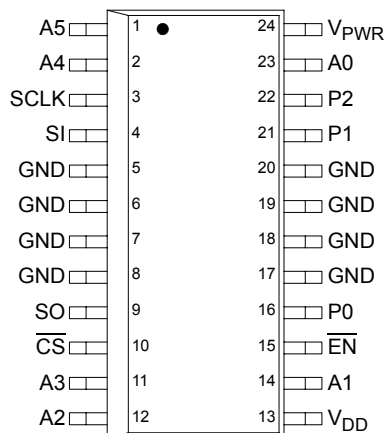 A5 1 24 VPWR
A4 2 23 A0
SCLK 3 22 P2
SI 4 21 P1
GND 5 20 GND
GND 6 19 GND
GND 7 18 GND
GND 8 17 GND
SO 9 16 P0
C̅S̅ 10 15 E̅N̅
A3 11 14 A1
A2 12 13 VDD